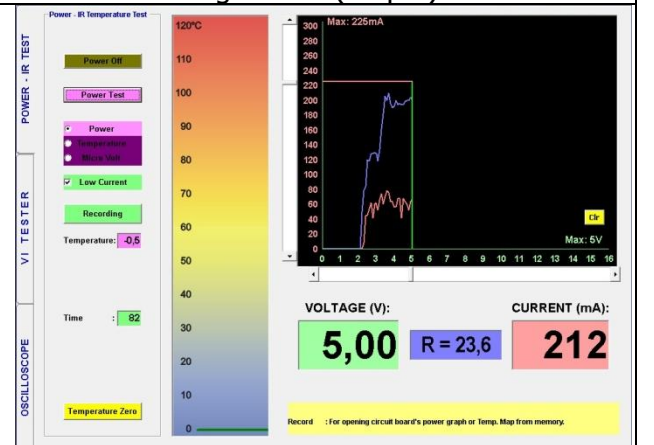 Power - IR Temperature Test
POWER - IR TEST
VI TESTER
OSCILLOSCOPE
Power Off
Power Test
Power
Temperature
Micro Volt
Low Current
Recording
Temperature: -0,5
Time : 82
Temperature Zero
120°C
110
100
90
80
70
60
50
40
30
20
10
0
Max: 225mA
300
280
260
240
220
200
180
160
140
120
100
80
60
40
20
0
0 1 2 3 4 5 6 7 8 9 10 11 12 13 14 15 16
Clr
Max: 5V
VOLTAGE (V): CURRENT (mA):
5,00 R = 23,6 212
Record : For opening circuit board's power graph or Temp. Map from memory.